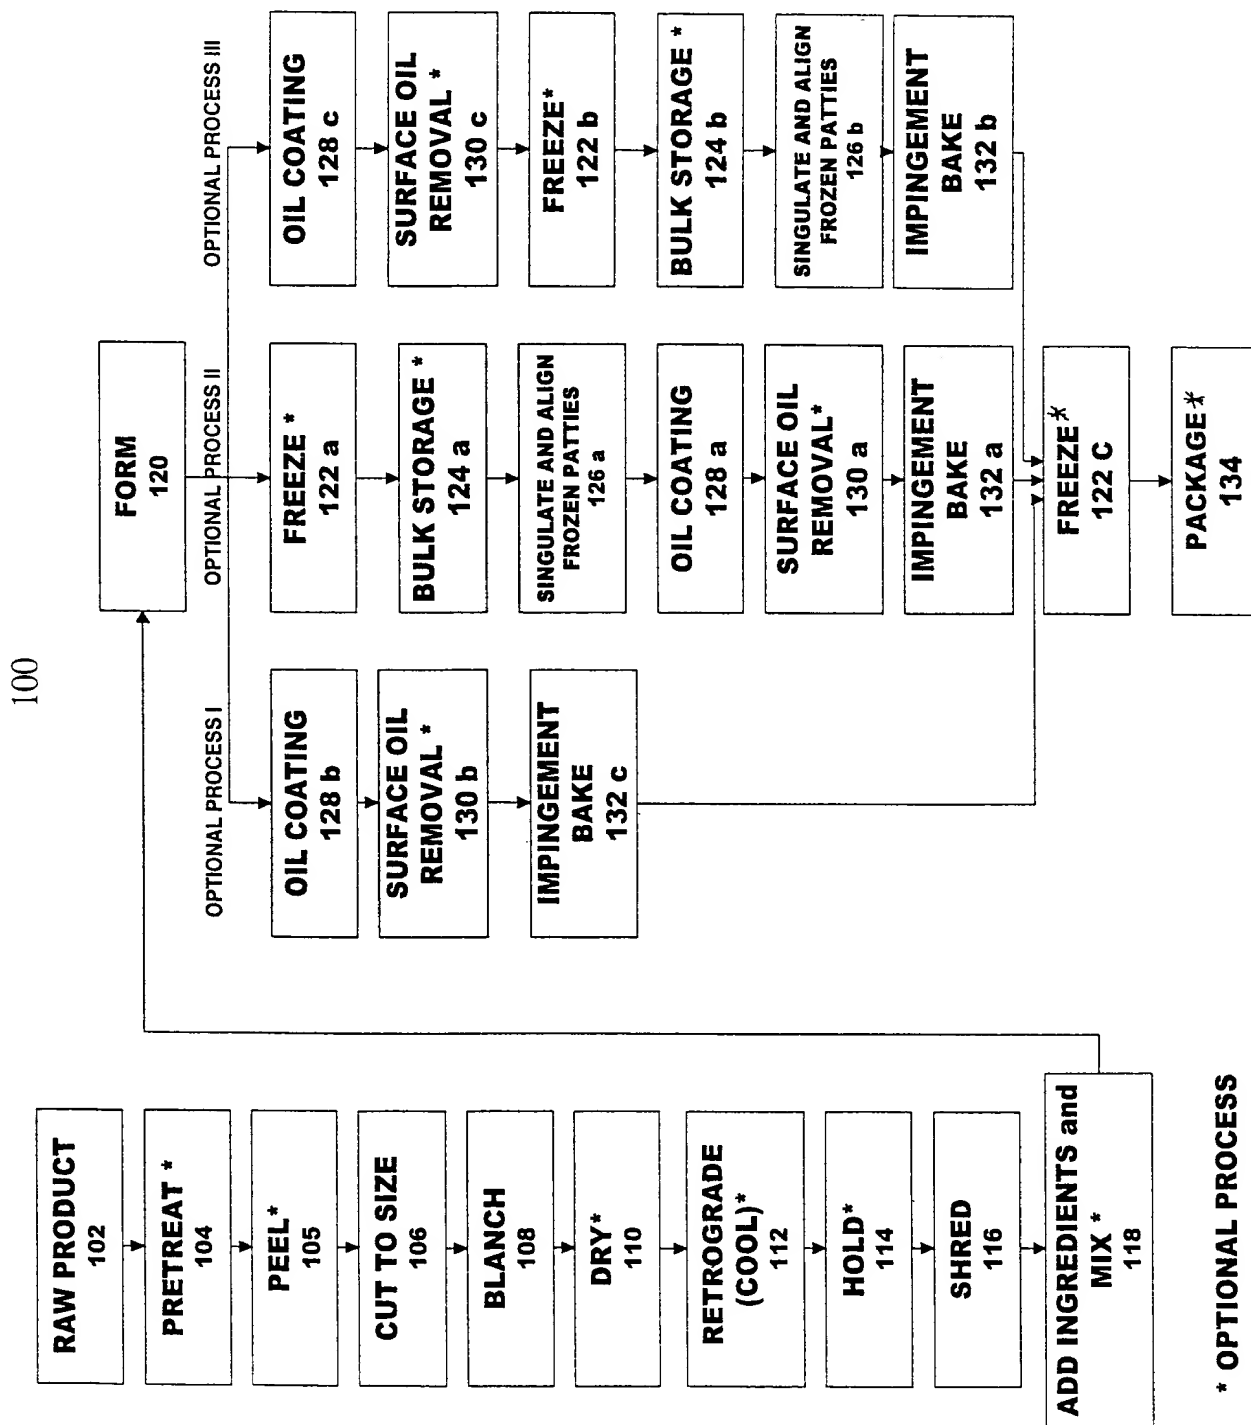 100
RAW PRODUCT
102
PRETREAT *
104
PEEL*
105
CUT TO SIZE
106
BLANCH
108
DRY*
110
RETROGRADE
(COOL)*
112
HOLD*
114
SHRED
116
ADD INGREDIENTS and
MIX *
118
FORM
120
OPTIONAL PROCESS I
OIL COATING
128 b
SURFACE OIL
REMOVAL *
130 b
IMPINGEMENT
BAKE
132 c
OPTIONAL PROCESS II
FREEZE *
122 a
BULK STORAGE *
124 a
SINGULATE AND ALIGN
FROZEN PATTIES
126 a
OIL COATING
128 a
SURFACE OIL
REMOVAL*
130 a
IMPINGEMENT
BAKE
132 a
OPTIONAL PROCESS III
OIL COATING
128 c
SURFACE OIL
REMOVAL *
130 c
FREEZE*
122 b
BULK STORAGE *
124 b
SINGULATE AND ALIGN
FROZEN PATTIES
126 b
IMPINGEMENT
BAKE
132 b
FREEZE*
122 C
PACKAGE*
134
* OPTIONAL PROCESS